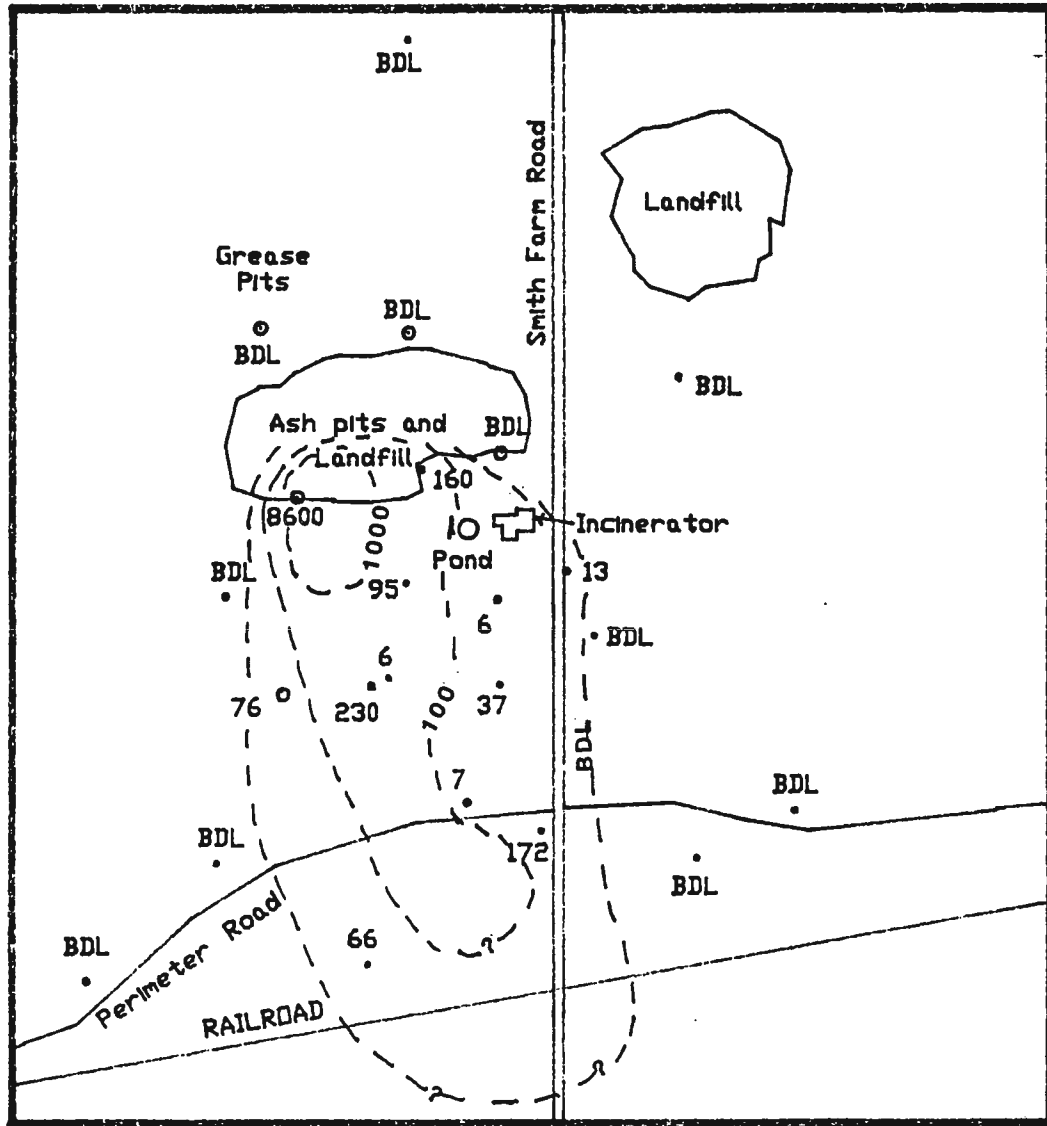 BDL
Smith Farm Road
Landfill
Grease
Pits
BDL
BDL
BDL
Ash pits and
BDL
Landfill
160
8600
1000
Incinerator
Pond
BDL
95
13
6
BDL
6
76
230
100
37
BDL
7
BDL
BDL
172
BDL
66
BDL
Perimeter Road
RAILROAD
?
?
?